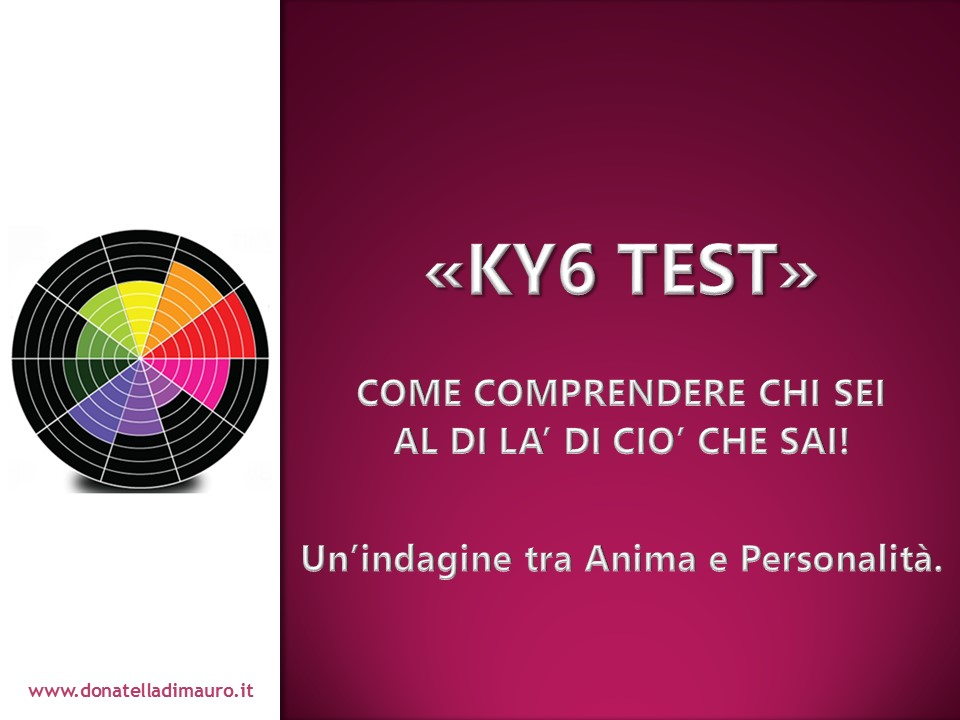 «KY6 TEST»
COME COMPRENDERE CHI SEI
AL DI LA’ DI CIO’ CHE SAI!
Un’indagine tra Anima e Personalità.
www.donatelladimauro.it